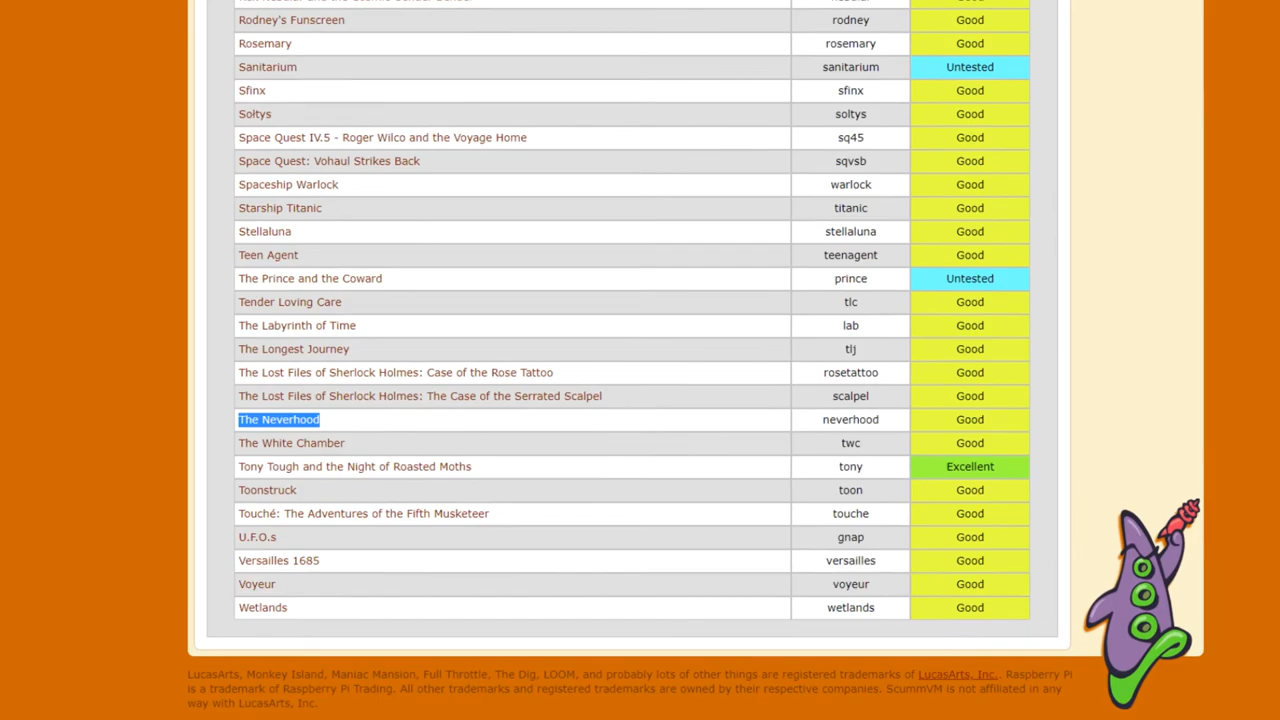 Rodney's Funscreen rodney Good
Rosemary rosemary Good
Sanitarium sanitarium Untested
Sfinx sfinx Good
Sołtys soltys Good
Space Quest IV.5 - Roger Wilco and the Voyage Home sq45 Good
Space Quest: Vohaul Strikes Back sqvsb Good
Spaceship Warlock warlock Good
Starship Titanic titanic Good
Stellaluna stellaluna Good
Teen Agent teenagent Good
The Prince and the Coward prince Untested
Tender Loving Care tlc Good
The Labyrinth of Time lab Good
The Longest Journey tlj Good
The Lost Files of Sherlock Holmes: Case of the Rose Tattoo rosetattoo Good
The Lost Files of Sherlock Holmes: The Case of the Serrated Scalpel scalpel Good
The Neverhood neverhood Good
The White Chamber twc Good
Tony Tough and the Night of Roasted Moths tony Excellent
Toonstruck toon Good
Touché: The Adventures of the Fifth Musketeer touche Good
U.F.O.s gnap Good
Versailles 1685 versailles Good
Voyeur voyeur Good
Wetlands wetlands Good
LucasArts, Monkey Island, Maniac Mansion, Full Throttle, The Dig, LOOM, and probably lots of other things are registered trademarks of LucasArts, Inc.. Raspberry Pi
is a trademark of Raspberry Pi Trading. All other trademarks and registered trademarks are owned by their respective companies. ScummVM is not affiliated in any
way with LucasArts, Inc.